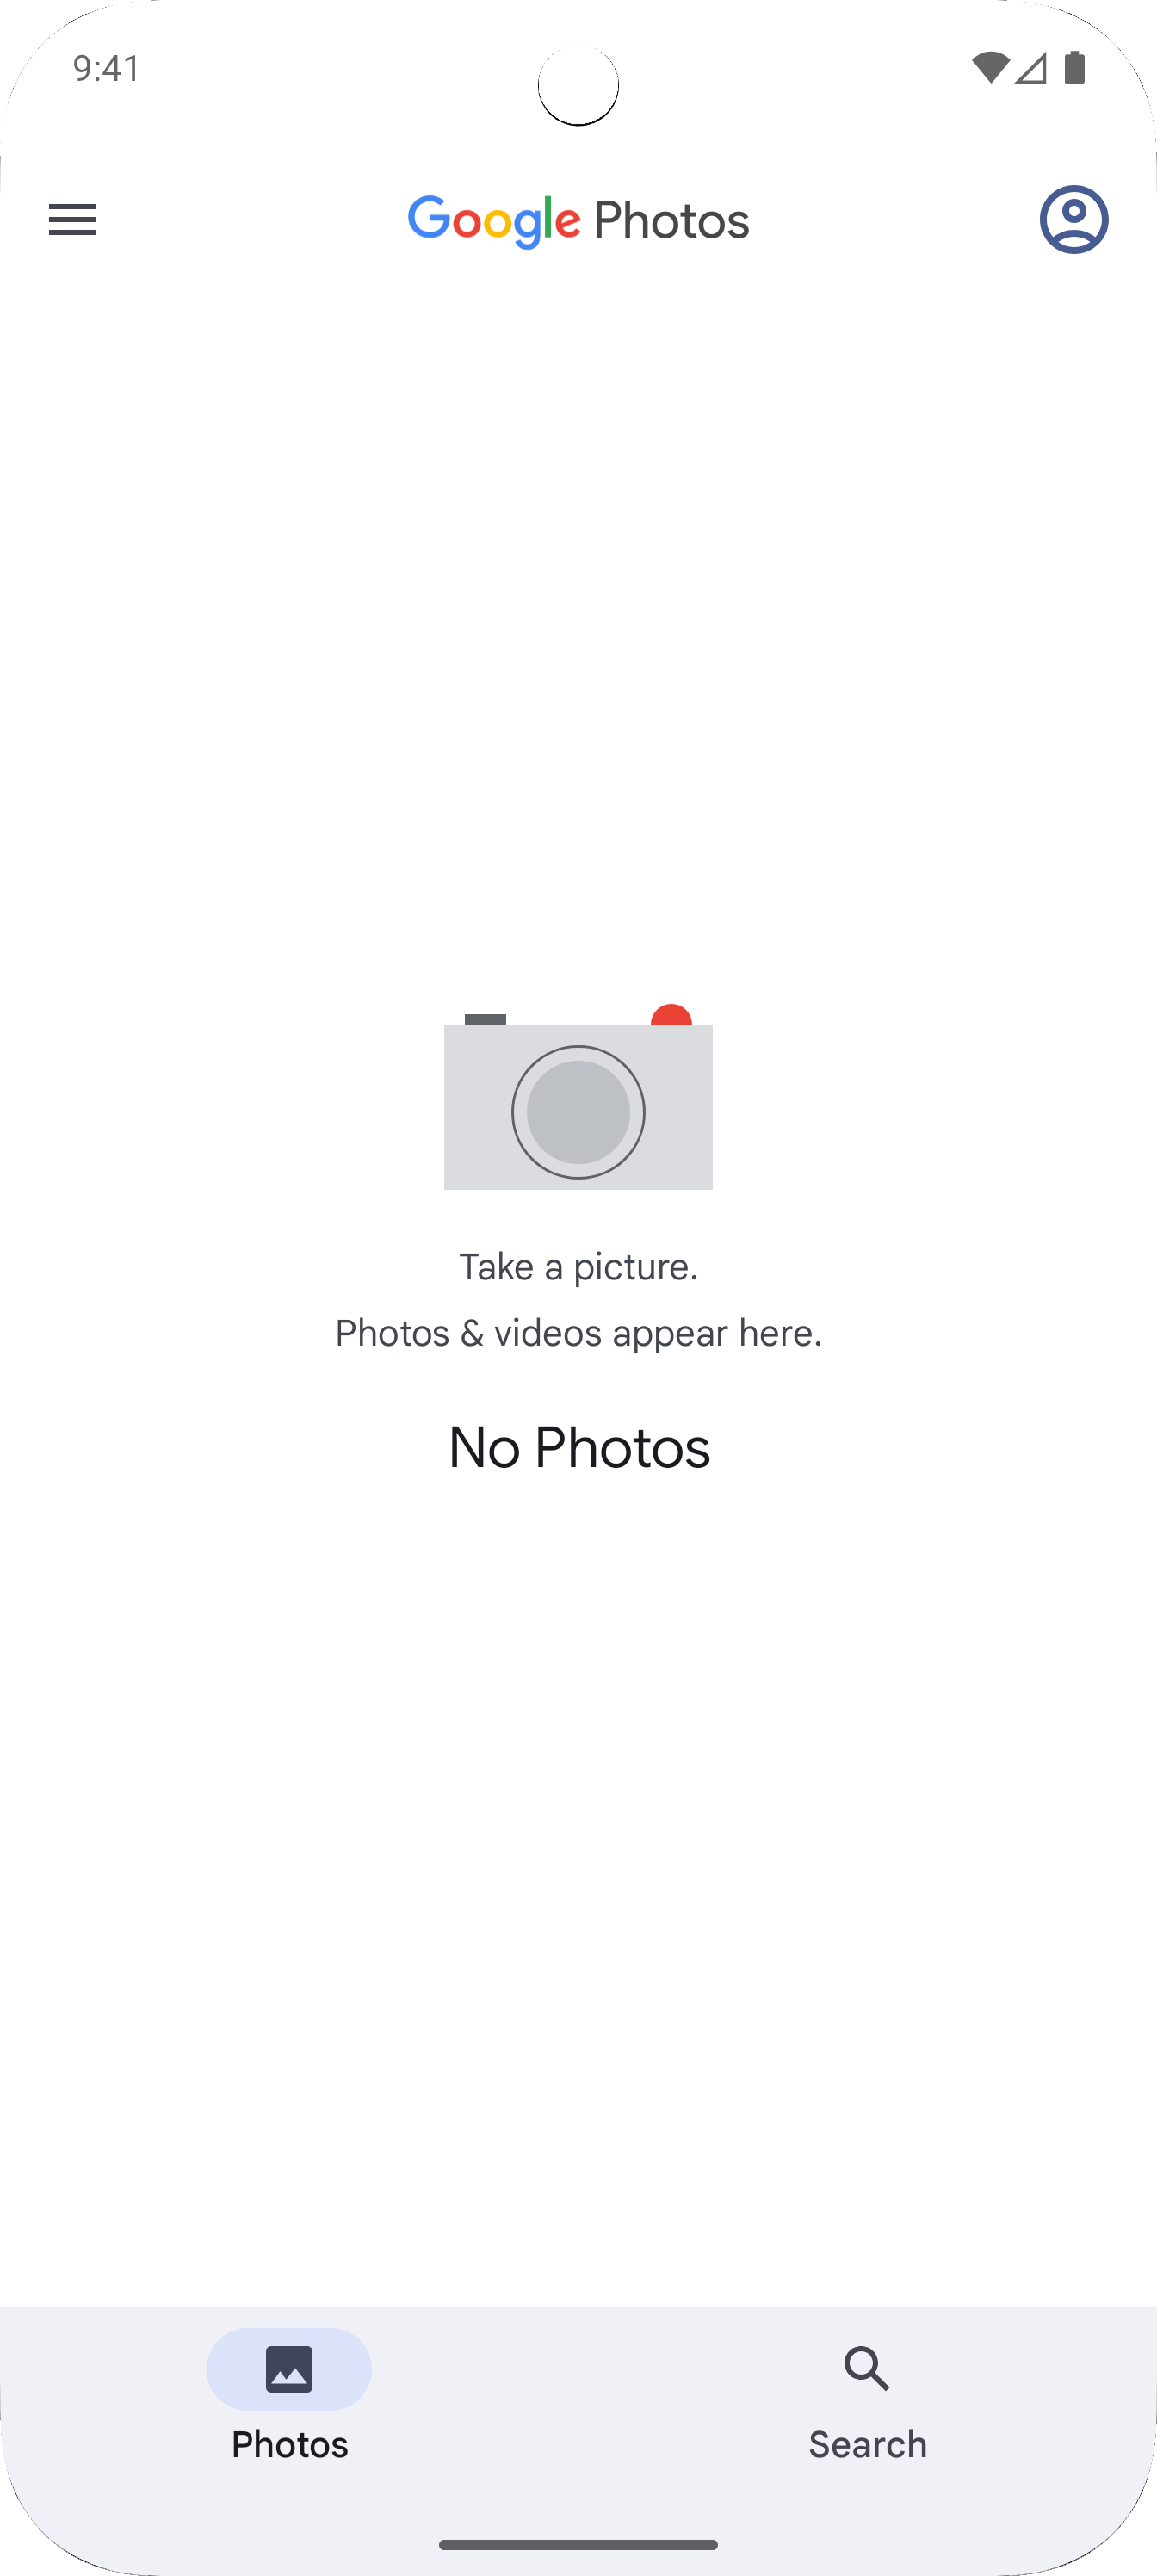 9:41
Google Photos
Take a picture.
Photos & videos appear here.
No Photos
Photos
Search